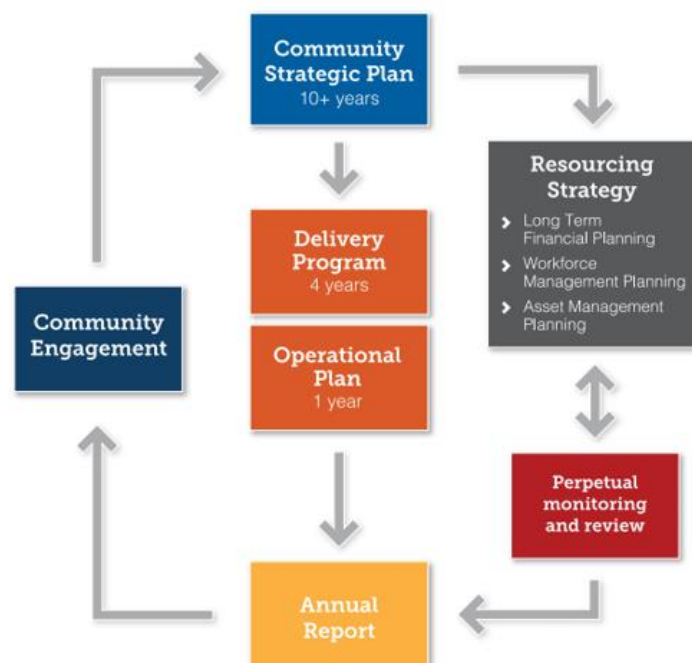 Community
Strategic Plan
10+ years
Resourcing
Strategy
Long Term
Financial Planning
Workforce
Management Planning
Asset Management
Planning
Delivery
Program
4 years
Community
Engagement
Operational
Plan
1 year
Perpetual
monitoring
and review
Annual
Report